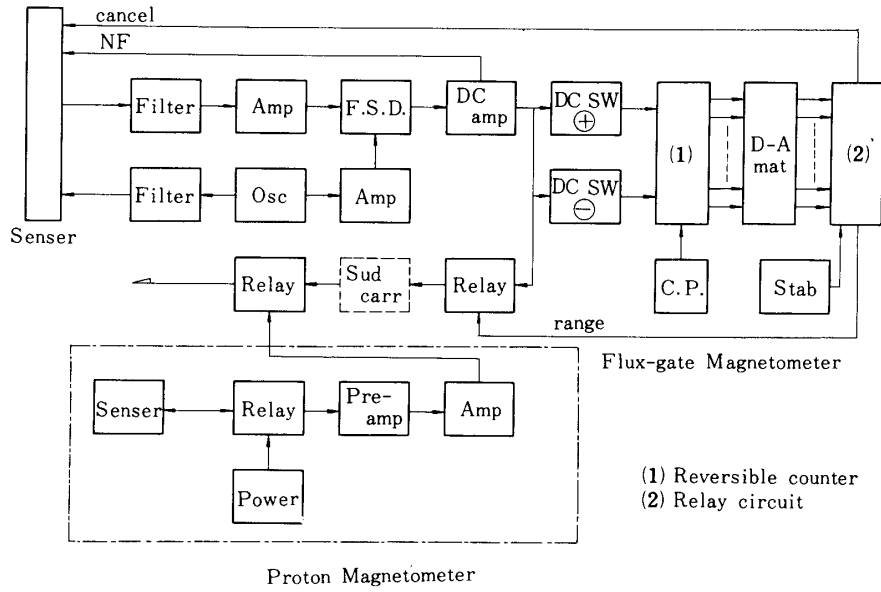 cancel
NF
Filter
Amp
F.S.D.
DC
amp
DC SW
⊕
(1)
D-A
mat
(2)
Filter
Osc
Amp
DC SW
⊖
Senser
Relay
Sud
carr
Relay
C.P.
Stab
range
Flux-gate Magnetometer
Senser
Relay
Pre-
amp
Amp
Power
(1) Reversible counter
(2) Relay circuit
Proton Magnetometer